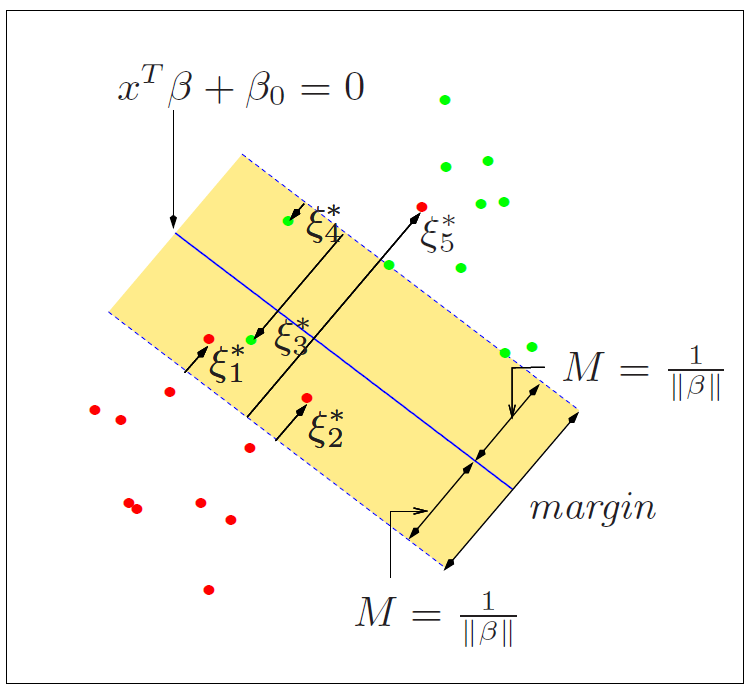 x^T β + β_0 = 0
ξ_4^*
ξ_5^*
ξ_3^*
ξ_1^*
M = 1/‖β‖
ξ_2^*
margin
M = 1/‖β‖